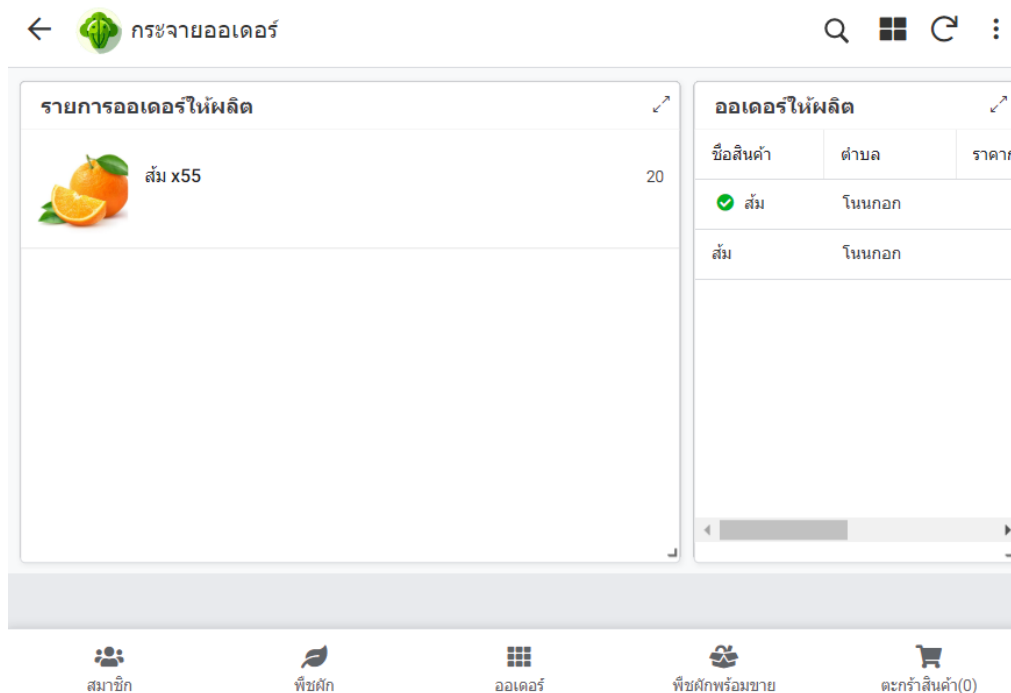 กระจายออเดอร์
รายการออเดอร์ให้ผลิต
ส้ม x55
20
ออเดอร์ให้ผลิต
ชื่อสินค้า ตำบล
ส้ม โนนกอก
ส้ม โนนกอก
สมาชิก พืชผัก ออเดอร์ พืชผักพร้อมขาย ตะกร้าสินค้า(0)